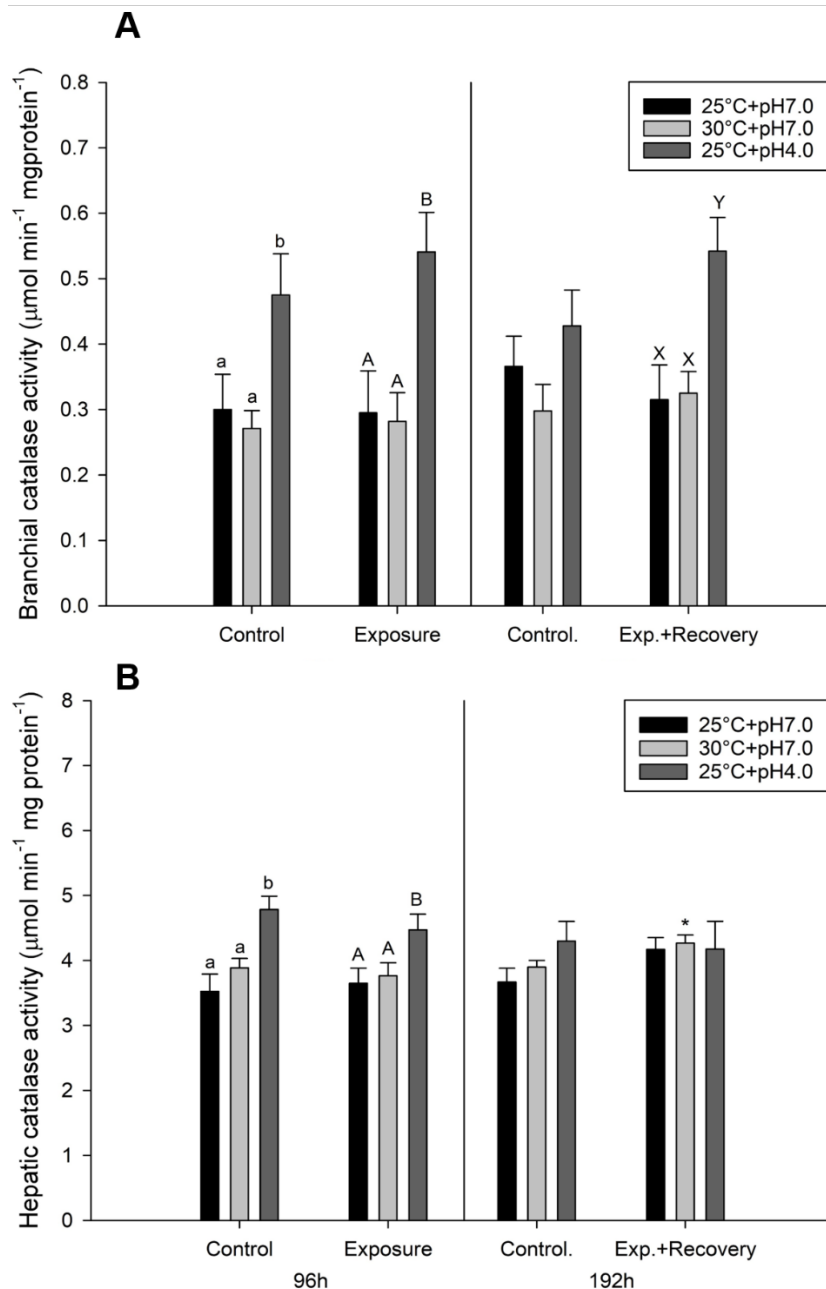 A
Branchial catalase activity (μmol min⁻¹ mgprotein⁻¹)
0.8
0.7
0.6
0.5
0.4
0.3
0.2
0.1
0.0
25°C+pH7.0
30°C+pH7.0
25°C+pH4.0
a
a
b
A
A
B
X
X
Y
Control
Exposure
Control.
Exp.+Recovery
B
Hepatic catalase activity (μmol min⁻¹ mg protein⁻¹)
8
7
6
5
4
3
2
1
0
25°C+pH7.0
30°C+pH7.0
25°C+pH4.0
a
a
b
A
A
B
*
Control
Exposure
Control.
Exp.+Recovery
96h
192h